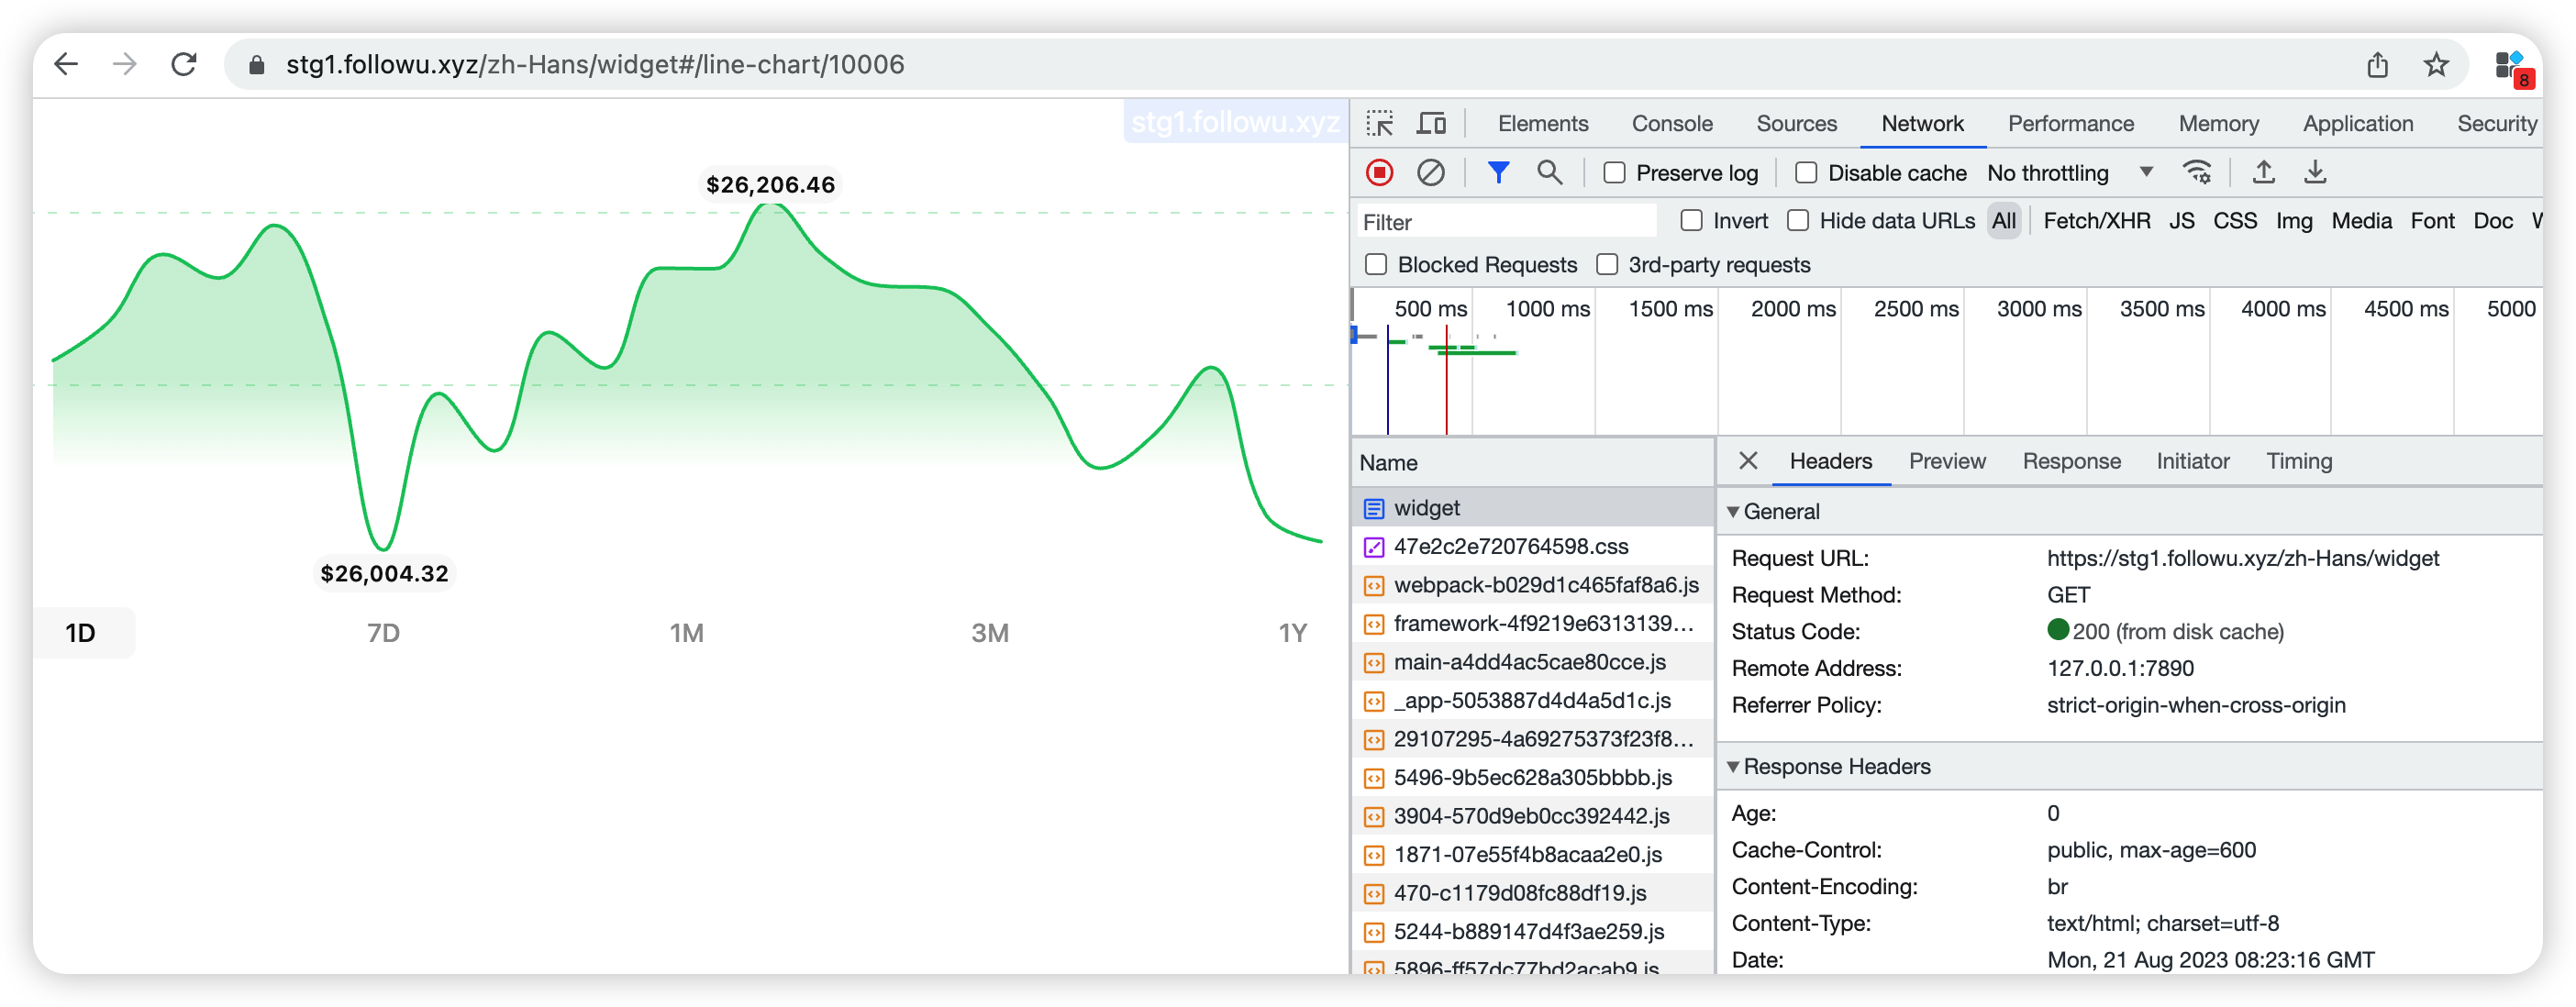 stg1.followu.xyz/zh-Hans/widget#/line-chart/10006
8
stg1.followu.xyz
$26,206.46
$26,004.32
1D 7D 1M 3M 1Y
Elements Console Sources Network Performance Memory Application Security
Preserve log Disable cache No throttling
Filter Invert Hide data URLs All Fetch/XHR JS CSS Img Media Font Doc
Blocked Requests 3rd-party requests
500 ms 1000 ms 1500 ms 2000 ms 2500 ms 3000 ms 3500 ms 4000 ms 4500 ms 5000
Name
widget
47e2c2e720764598.css
webpack-b029d1c465faf8a6.js
framework-4f9219e6313139...
main-a4dd4ac5cae80cce.js
_app-5053887d4d4a5d1c.js
29107295-4a69275373f23f8...
5496-9b5ec628a305bbbb.js
3904-570d9eb0cc392442.js
1871-07e55f4b8acaa2e0.js
470-c1179d08fc88df19.js
5244-b889147d4f3ae259.js
5896-ff57dc77bd2acab9.js
Headers Preview Response Initiator Timing
General
Request URL: https://stg1.followu.xyz/zh-Hans/widget
Request Method: GET
Status Code: 200 (from disk cache)
Remote Address: 127.0.0.1:7890
Referrer Policy: strict-origin-when-cross-origin
Response Headers
Age: 0
Cache-Control: public, max-age=600
Content-Encoding: br
Content-Type: text/html; charset=utf-8
Date: Mon, 21 Aug 2023 08:23:16 GMT